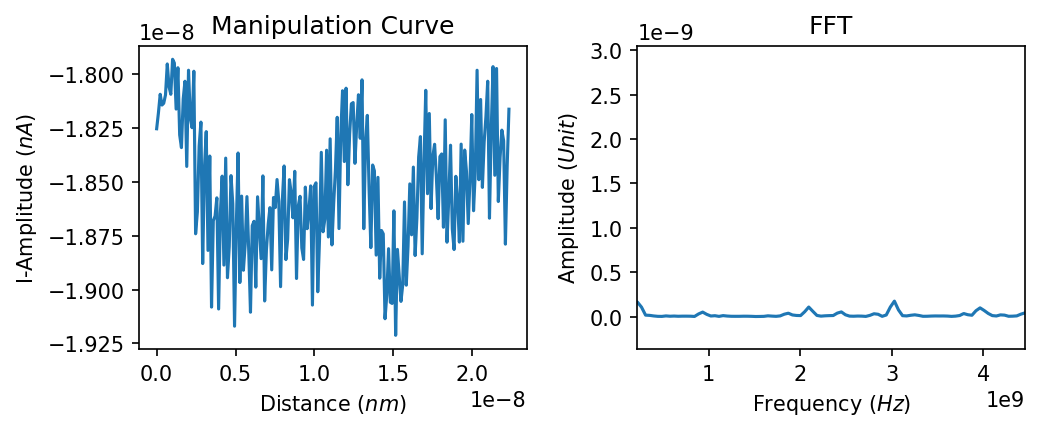 Manipulation Curve
1e−8
−1.800
−1.825
−1.850
−1.875
−1.900
−1.925
I-Amplitude (nA)
0.0 0.5 1.0 1.5 2.0
Distance (nm)
1e−8
FFT
1e−9
3.0
2.5
2.0
1.5
1.0
0.5
0.0
Amplitude (Unit)
1 2 3 4
Frequency (Hz)
1e9